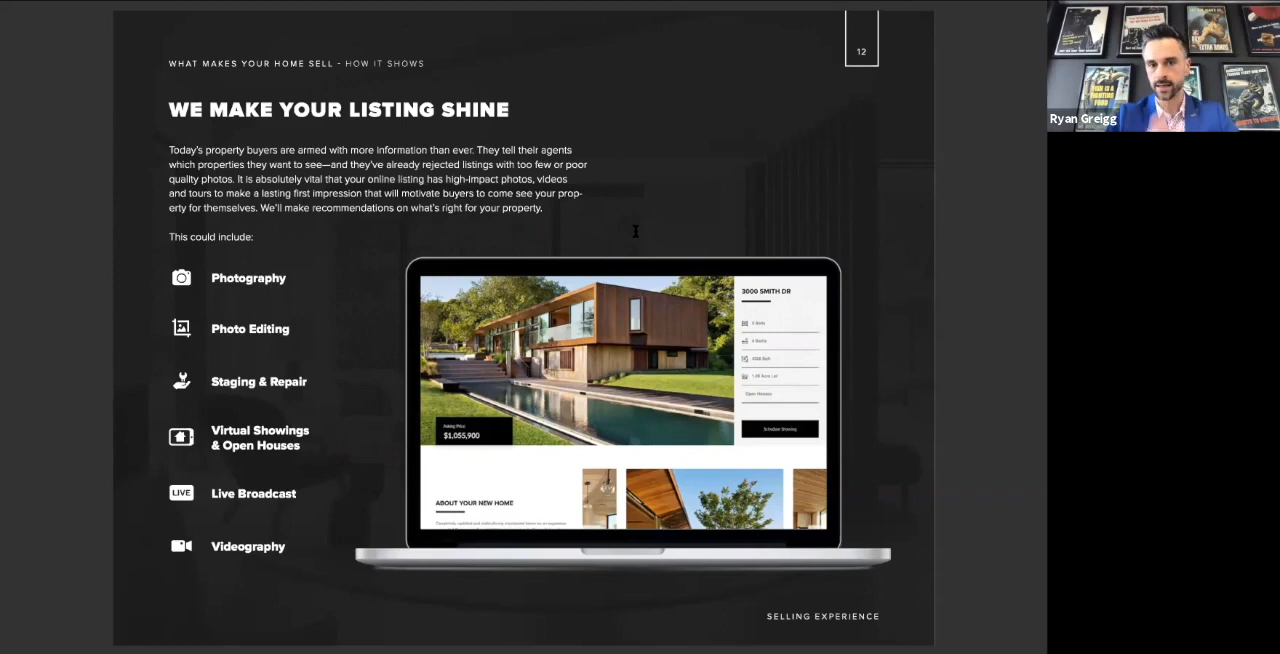 12
WHAT MAKES YOUR HOME SELL - HOW IT SHOWS
WE MAKE YOUR LISTING SHINE
Today's property buyers are armed with more information than ever. They tell their agents
which properties they want to see—and they've already rejected listings with too few or poor
quality photos. It is absolutely vital that your online listing has high-impact photos, videos
and tours to make a lasting first impression that will motivate buyers to come see your prop-
erty for themselves. We'll make recommendations on what's right for your property.
This could include:
Photography
Photo Editing
Staging & Repair
Virtual Showings
& Open Houses
LIVE
Live Broadcast
Videography
3000 SMITH DR
Open Houses
Schedule Showing
Asking Price
$1,055,900
ABOUT YOUR NEW HOME
SELLING EXPERIENCE
Ryan Greigg